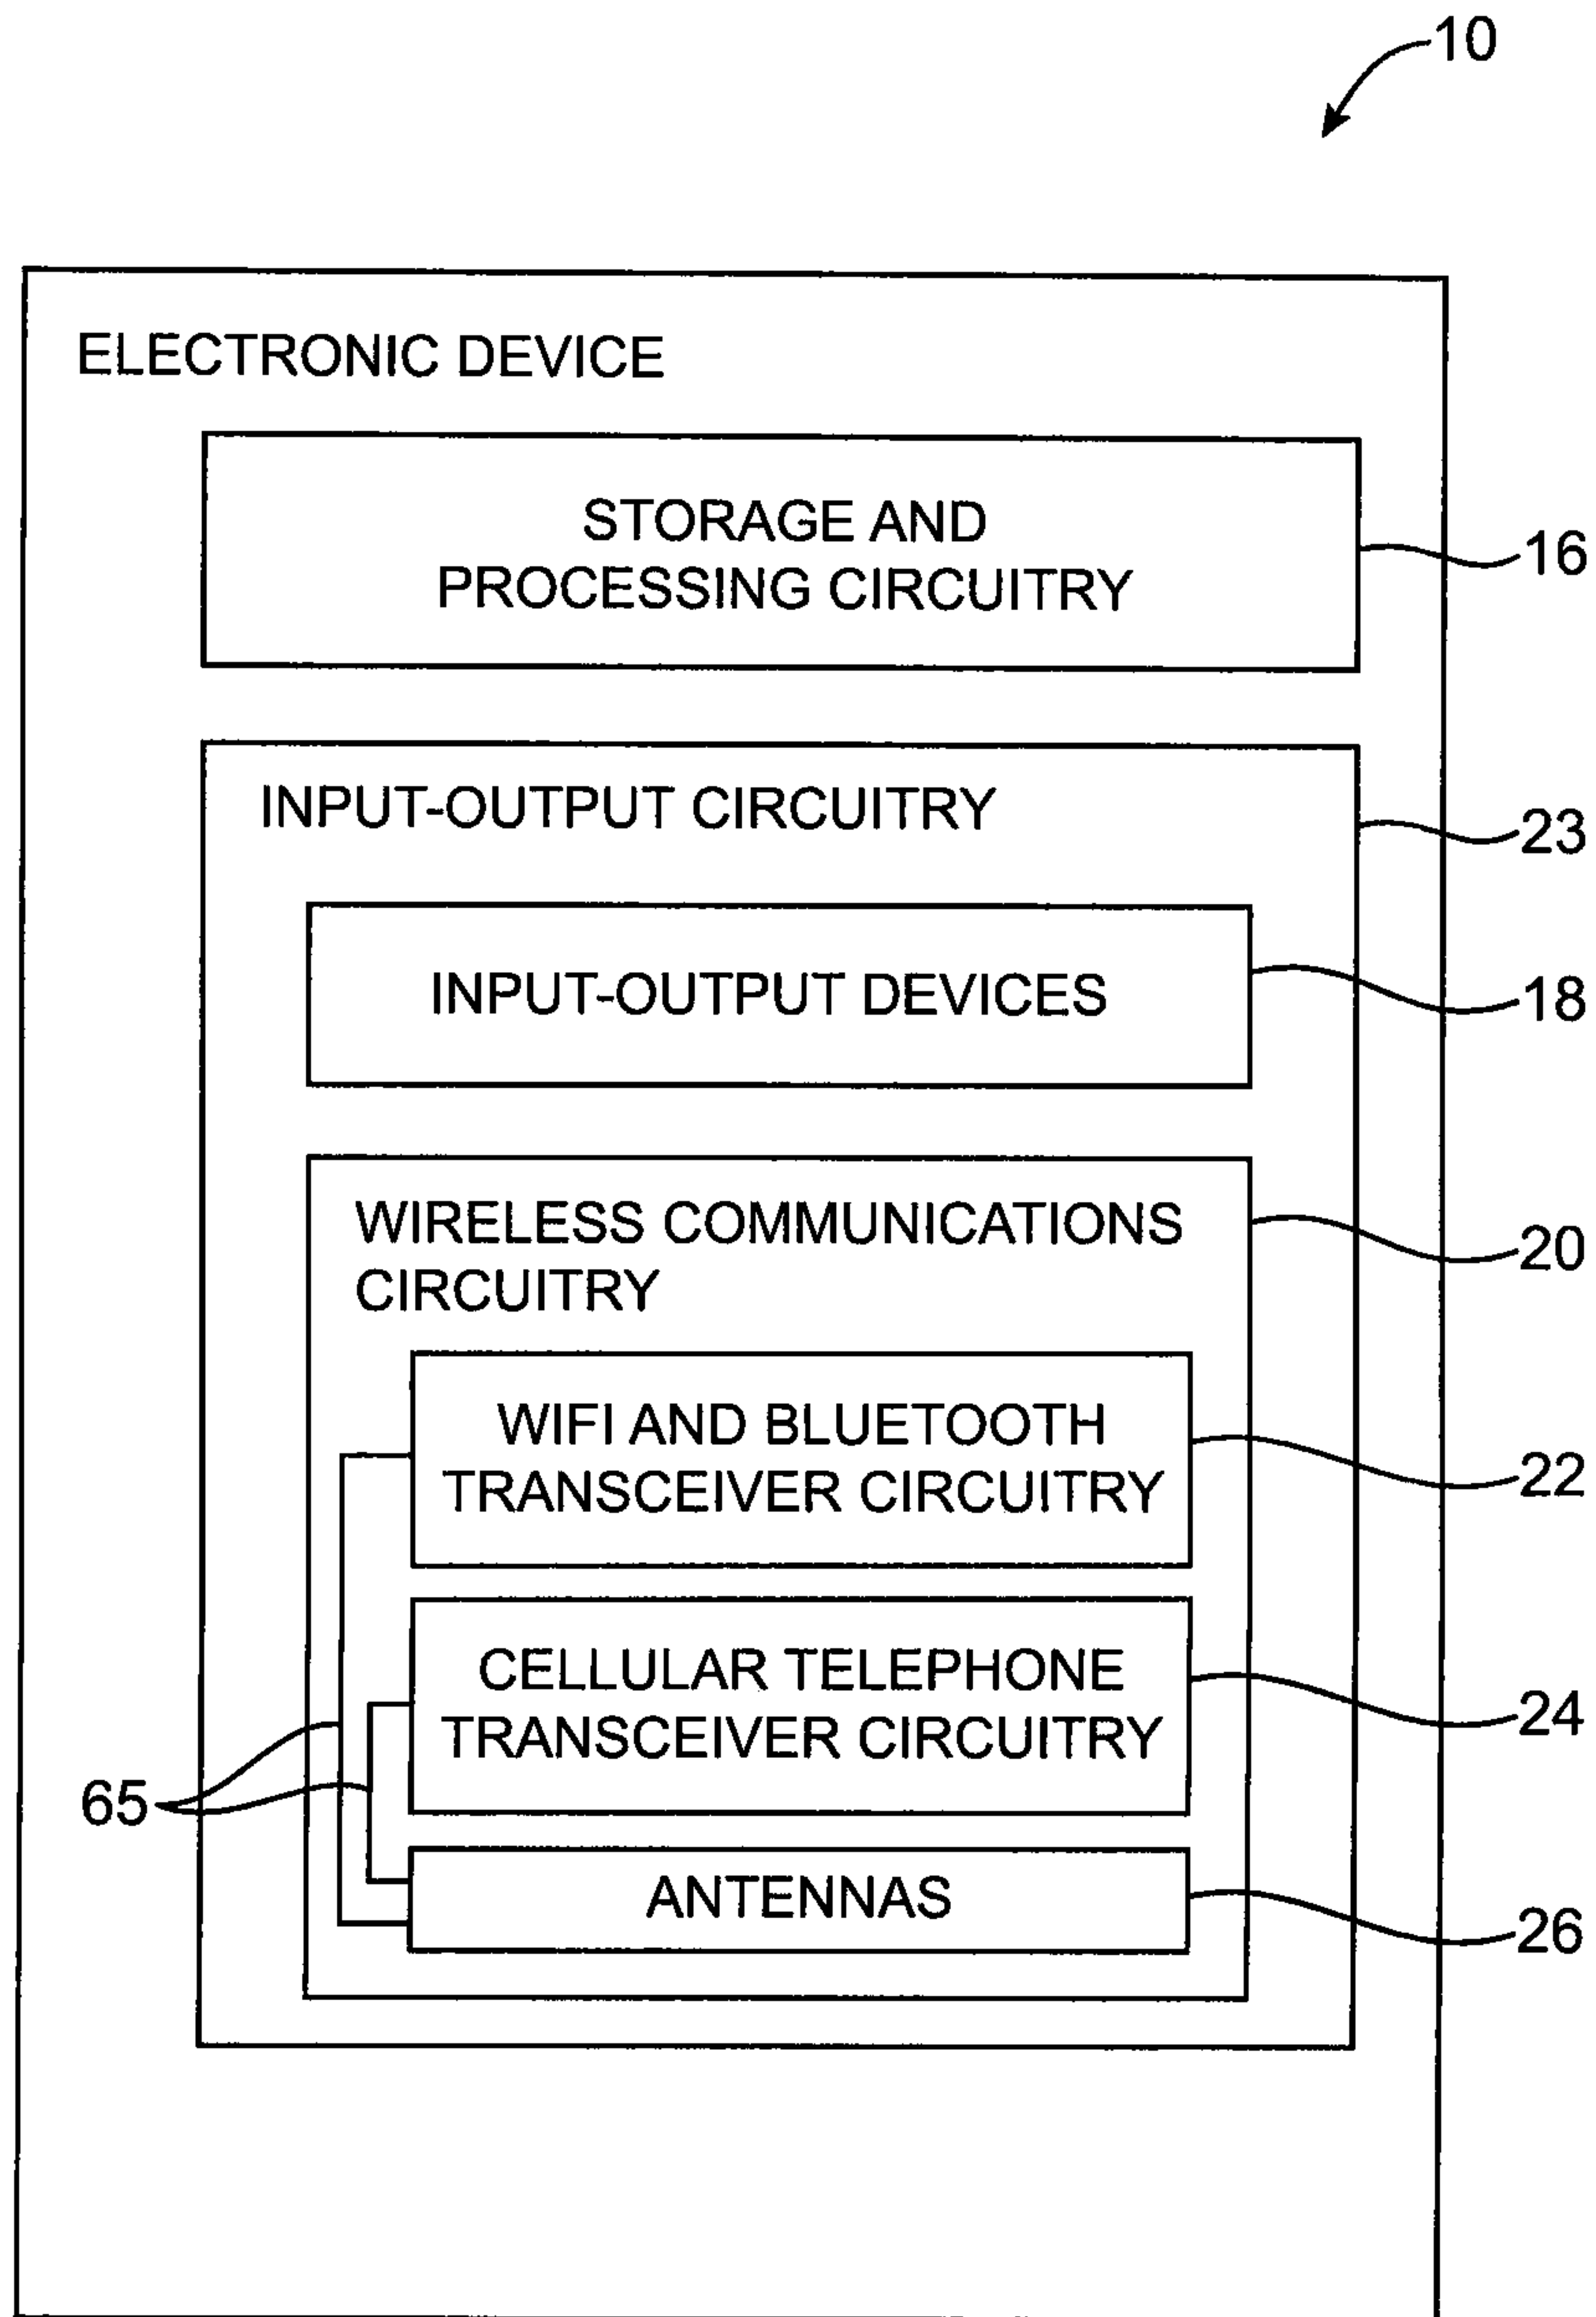 10
ELECTRONIC DEVICE
STORAGE AND
PROCESSING CIRCUITRY
16
INPUT-OUTPUT CIRCUITRY
23
INPUT-OUTPUT DEVICES
18
WIRELESS COMMUNICATIONS
CIRCUITRY
20
WIFI AND BLUETOOTH
TRANSCEIVER CIRCUITRY
22
CELLULAR TELEPHONE
TRANSCEIVER CIRCUITRY
24
65
ANTENNAS
26